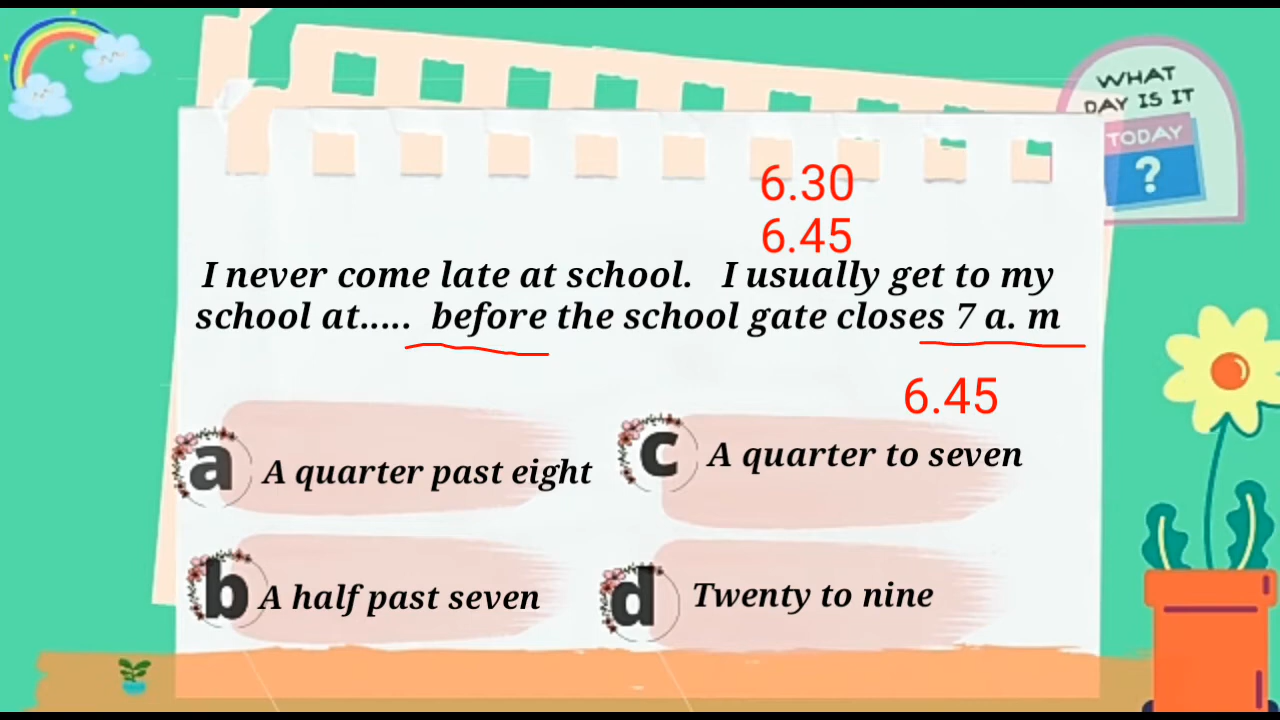 WHAT
DAY IS IT
TODAY
?
6.30
6.45
I never come late at school. I usually get to my
school at..... before the school gate closes 7 a. m
6.45
a A quarter past eight
c A quarter to seven
b A half past seven
d Twenty to nine